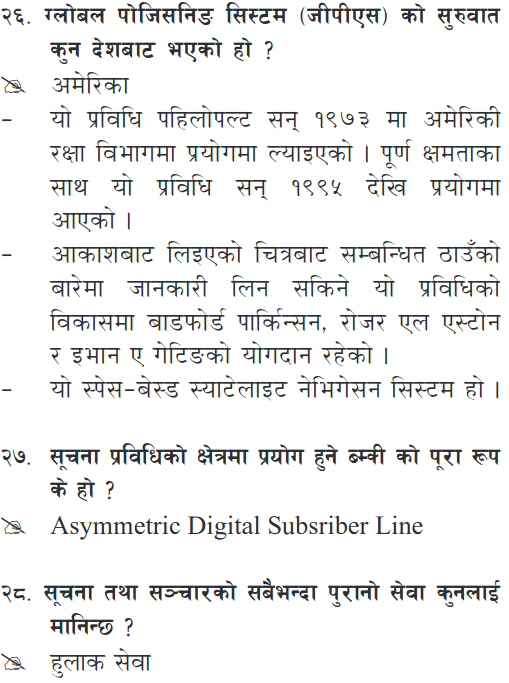 २६. ग्लोबल पोजिसनिङ सिस्टम (जीपीएस) को सुरुवात
कुन देशबाट भएको हो ?
अमेरिका
– यो प्रविधि पहिलोपल्ट सन् १९७३ मा अमेरिकी
रक्षा विभागमा प्रयोगमा ल्याइएको । पूर्ण क्षमताका
साथ यो प्रविधि सन् १९९५ देखि प्रयोगमा
आएको ।
– आकाशबाट लिइएको चित्रबाट सम्बन्धित ठाउँको
बारेमा जानकारी लिन सकिने यो प्रविधिको
विकासमा बाडफोर्ड पार्किन्सन, रोजर एल एस्टोन
र इभान ए गेटिङको योगदान रहेको ।
– यो स्पेस-बेस्ड स्याटेलाइट नेभिगेसन सिस्टम हो ।
२७. सूचना प्रविधिको क्षेत्रमा प्रयोग हुने ब्म्की को पूरा रूप
के हो ?
Asymmetric Digital Subsriber Line
२८. सूचना तथा सञ्चारको सबैभन्दा पुरानो सेवा कुनलाई
मानिन्छ ?
हुलाक सेवा